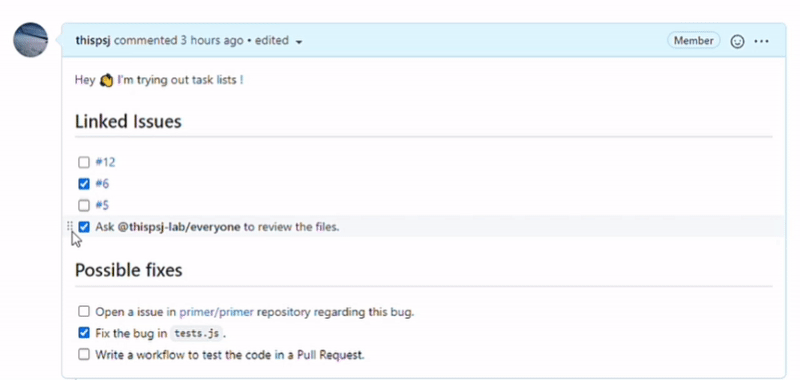 thispsj commented 3 hours ago • edited
Member
Hey 👏 I'm trying out task lists !
Linked Issues
#12
#6
#5
Ask @thispsj-lab/everyone to review the files.
Possible fixes
Open a issue in primer/primer repository regarding this bug.
Fix the bug in tests.js .
Write a workflow to test the code in a Pull Request.